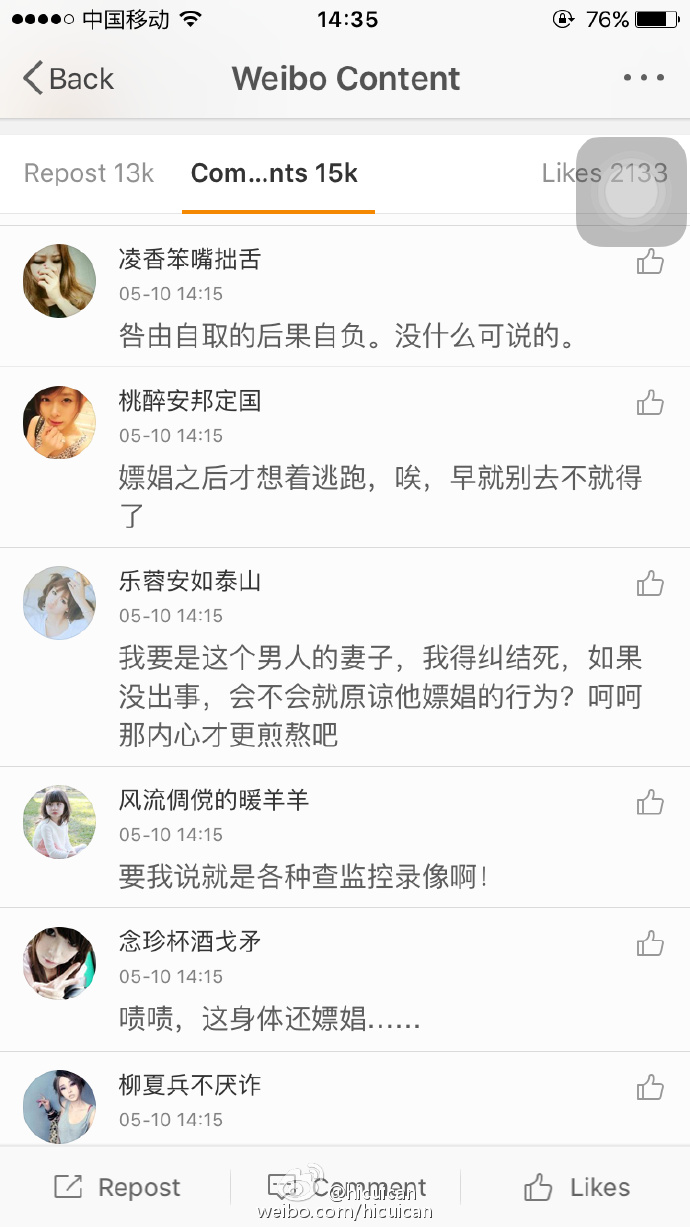 中国移动 14:35 76%
Back Weibo Content
Repost 13k Com...nts 15k Likes 2133
凌香笨嘴拙舌
05-10 14:15
咎由自取的后果自负。没什么可说的。
桃醉安邦定国
05-10 14:15
嫖娼之后才想着逃跑，唉，早就别去不就得
了
乐蓉安如泰山
05-10 14:15
我要是这个男人的妻子，我得纠结死，如果
没出事，会不会就原谅他嫖娼的行为？呵呵
那内心才更煎熬吧
风流倜傥的暖羊羊
05-10 14:15
要我说就是各种查监控录像啊！
念珍杯酒戈矛
05-10 14:15
啧啧，这身体还嫖娼……
柳夏兵不厌诈
05-10 14:15
Repost Comment Likes
@hicuican
weibo.com/hicuican